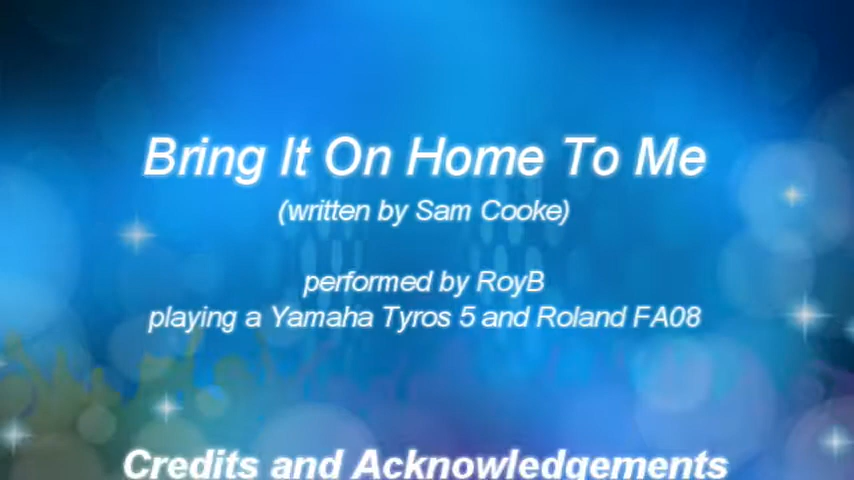 Bring It On Home To Me
(written by Sam Cooke)
performed by RoyB
playing a Yamaha Tyros 5 and Roland FA08
Credits and Acknowledgements